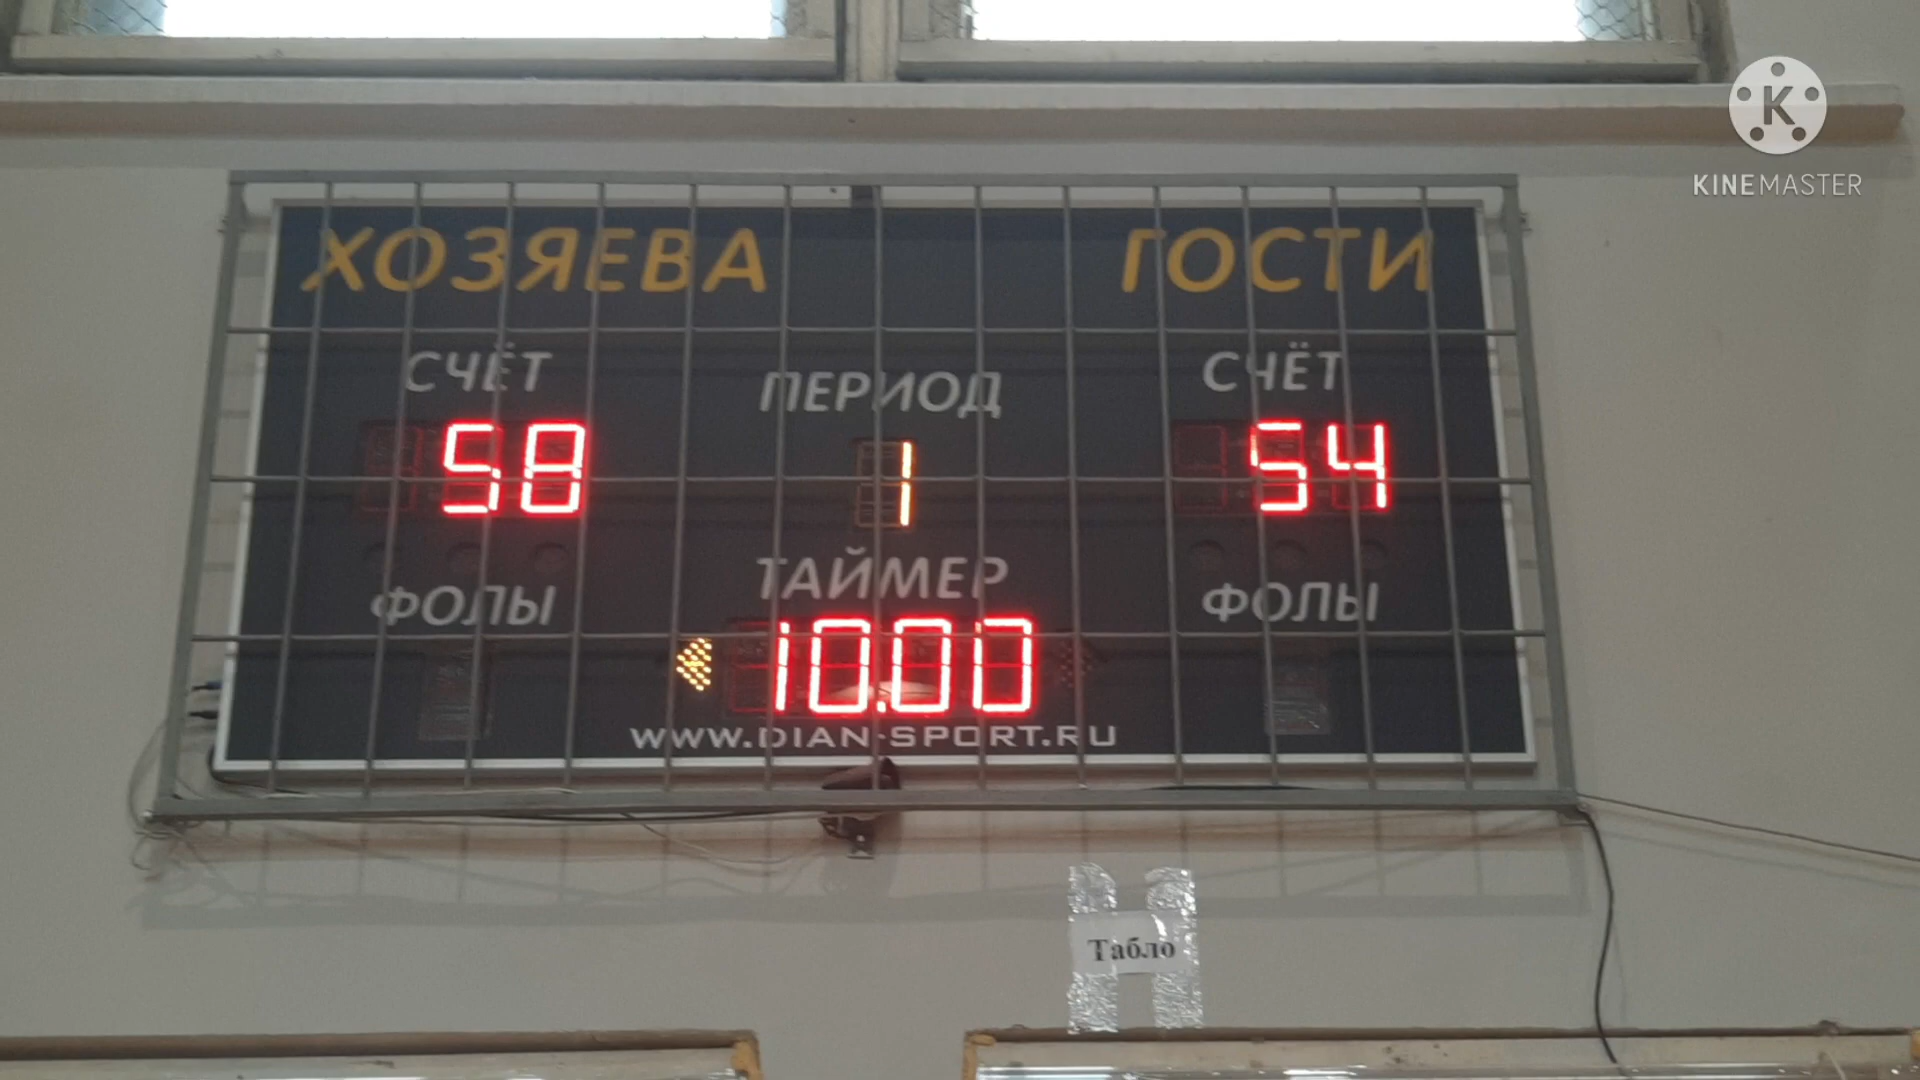 KINEMASTER
ХОЗЯЕВА ГОСТИ
СЧЁТ ПЕРИОД СЧЁТ
58 1 54
ФОЛЫ ТАЙМЕР ФОЛЫ
10.00
WWW.DIAN-SPORT.RU
Табло